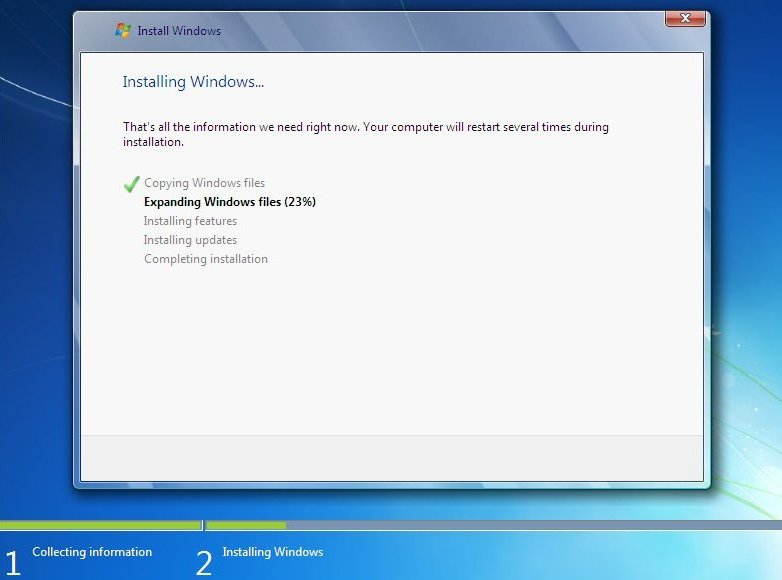 Install Windows
Installing Windows...
That's all the information we need right now. Your computer will restart several times during
installation.
Copying Windows files
Expanding Windows files (23%)
Installing features
Installing updates
Completing installation
1 Collecting information 2 Installing Windows